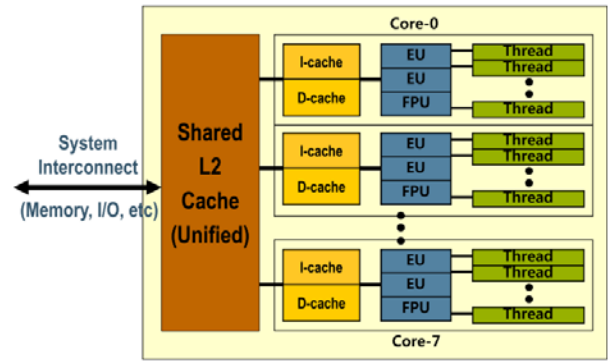 Core-0
I-cache
D-cache
EU
EU
FPU
Thread
Thread
Thread
System
Interconnect
(Memory, I/O, etc)
Shared
L2
Cache
(Unified)
I-cache
D-cache
EU
EU
FPU
Thread
Thread
Thread
I-cache
D-cache
EU
EU
FPU
Thread
Thread
Thread
Core-7